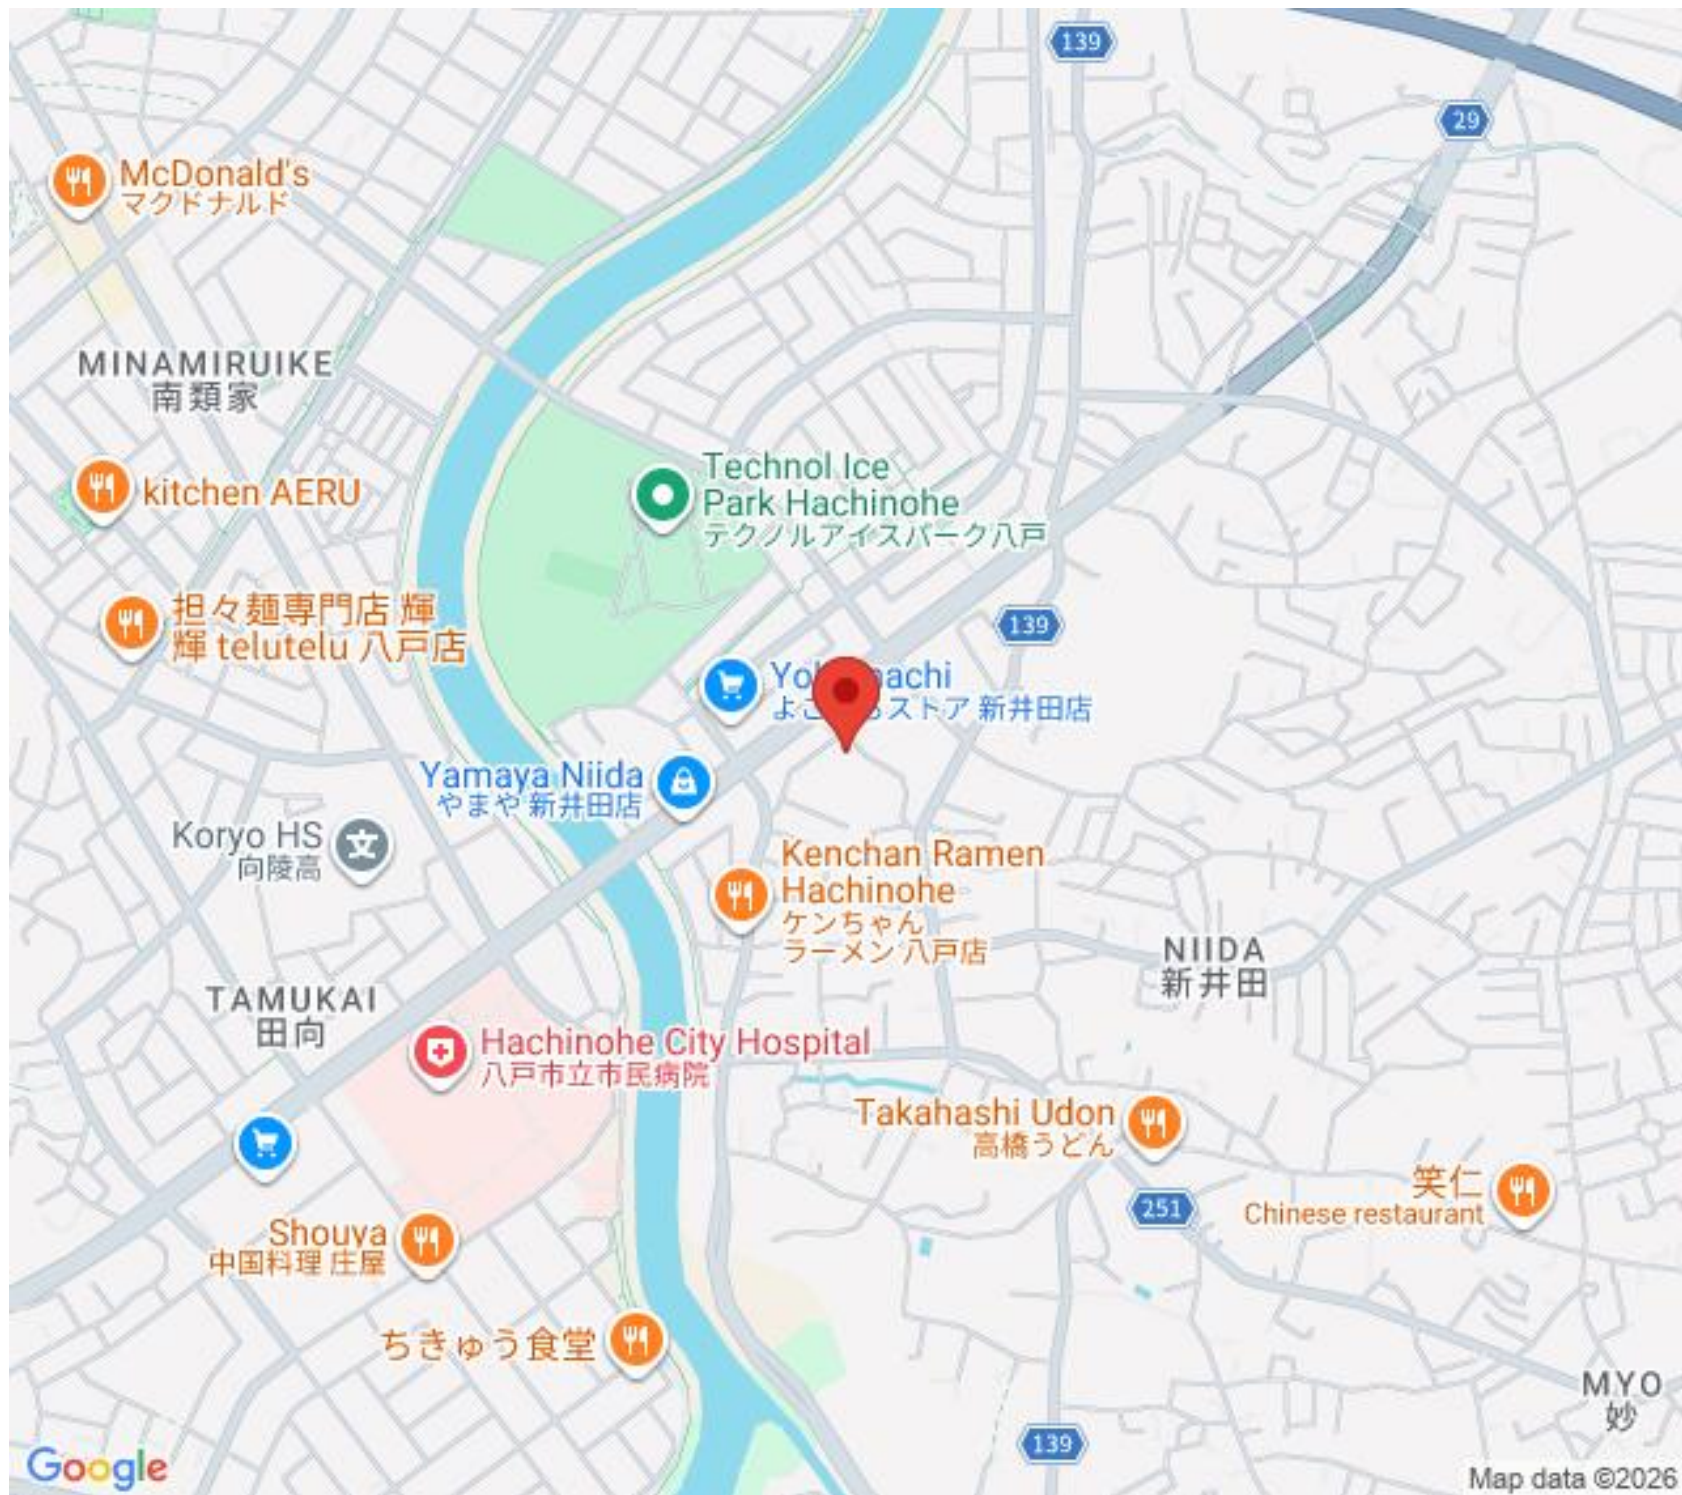 139
29
McDonald's
マクドナルド
MINAMIRUIKE
南類家
Technol Ice
Park Hachinohe
テクノルアイスパーク八戸
kitchen AERU
担々麺専門店 輝
輝 telutelu 八戸店
139
ストア 新井田店
Yamaya Niida
やまや 新井田店
Koryo HS
向陵高
Kenchan Ramen
Hachinohe
ケンちゃん
ラーメン 八戸店
NIIDA
新井田
TAMUKAI
田向
Hachinohe City Hospital
八戸市立市民病院
Takahashi Udon
高橋うどん
笑仁
Chinese restaurant
251
Shouya
中国料理 庄屋
ちきゅう食堂
MYO
妙
139
Google
Map data ©2026